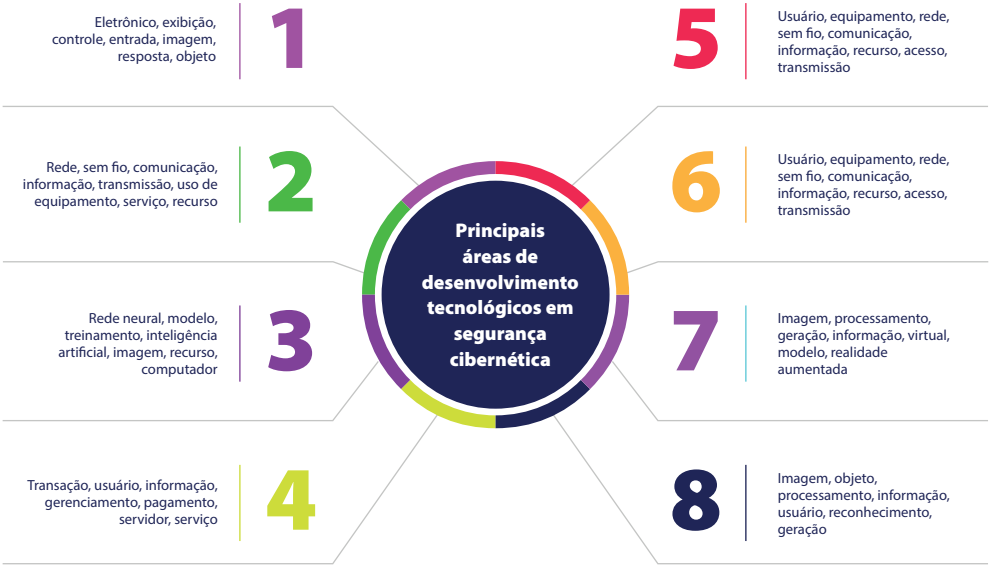 Eletrônico, exibição,
controle, entrada, imagem,
resposta, objeto
1
Rede, sem fio, comunicação,
informação, transmissão, uso de
equipamento, serviço, recurso
2
Rede neural, modelo,
treinamento, inteligência
artificial, imagem, recurso,
computador
3
Transação, usuário, informação,
gerenciamento, pagamento,
servidor, serviço
4
Principais
áreas de
desenvolvimento
tecnológicos em
segurança
cibernética
5
Usuário, equipamento, rede,
sem fio, comunicação,
informação, recurso, acesso,
transmissão
6
Usuário, equipamento, rede,
sem fio, comunicação,
informação, recurso, acesso,
transmissão
7
Imagem, processamento,
geração, informação, virtual,
modelo, realidade
aumentada
8
Imagem, objeto,
processamento, informação,
usuário, reconhecimento,
geração